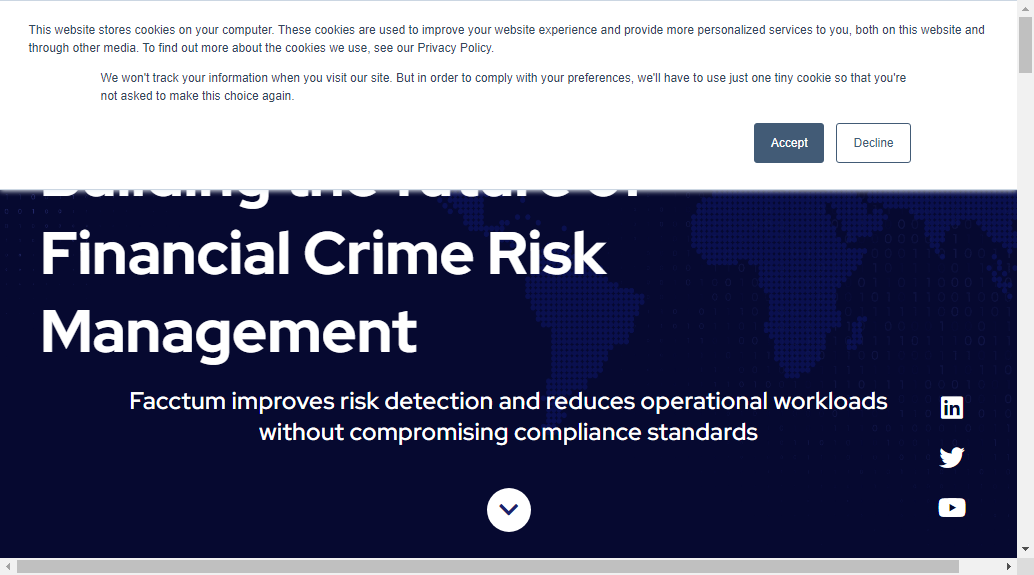 This website stores cookies on your computer. These cookies are used to improve your website experience and provide more personalized services to you, both on this website and
through other media. To find out more about the cookies we use, see our Privacy Policy.
We won't track your information when you visit our site. But in order to comply with your preferences, we'll have to use just one tiny cookie so that you're
not asked to make this choice again.
Accept
Decline
Building the future of
Financial Crime Risk
Management
Facctum improves risk detection and reduces operational workloads
without compromising compliance standards
in